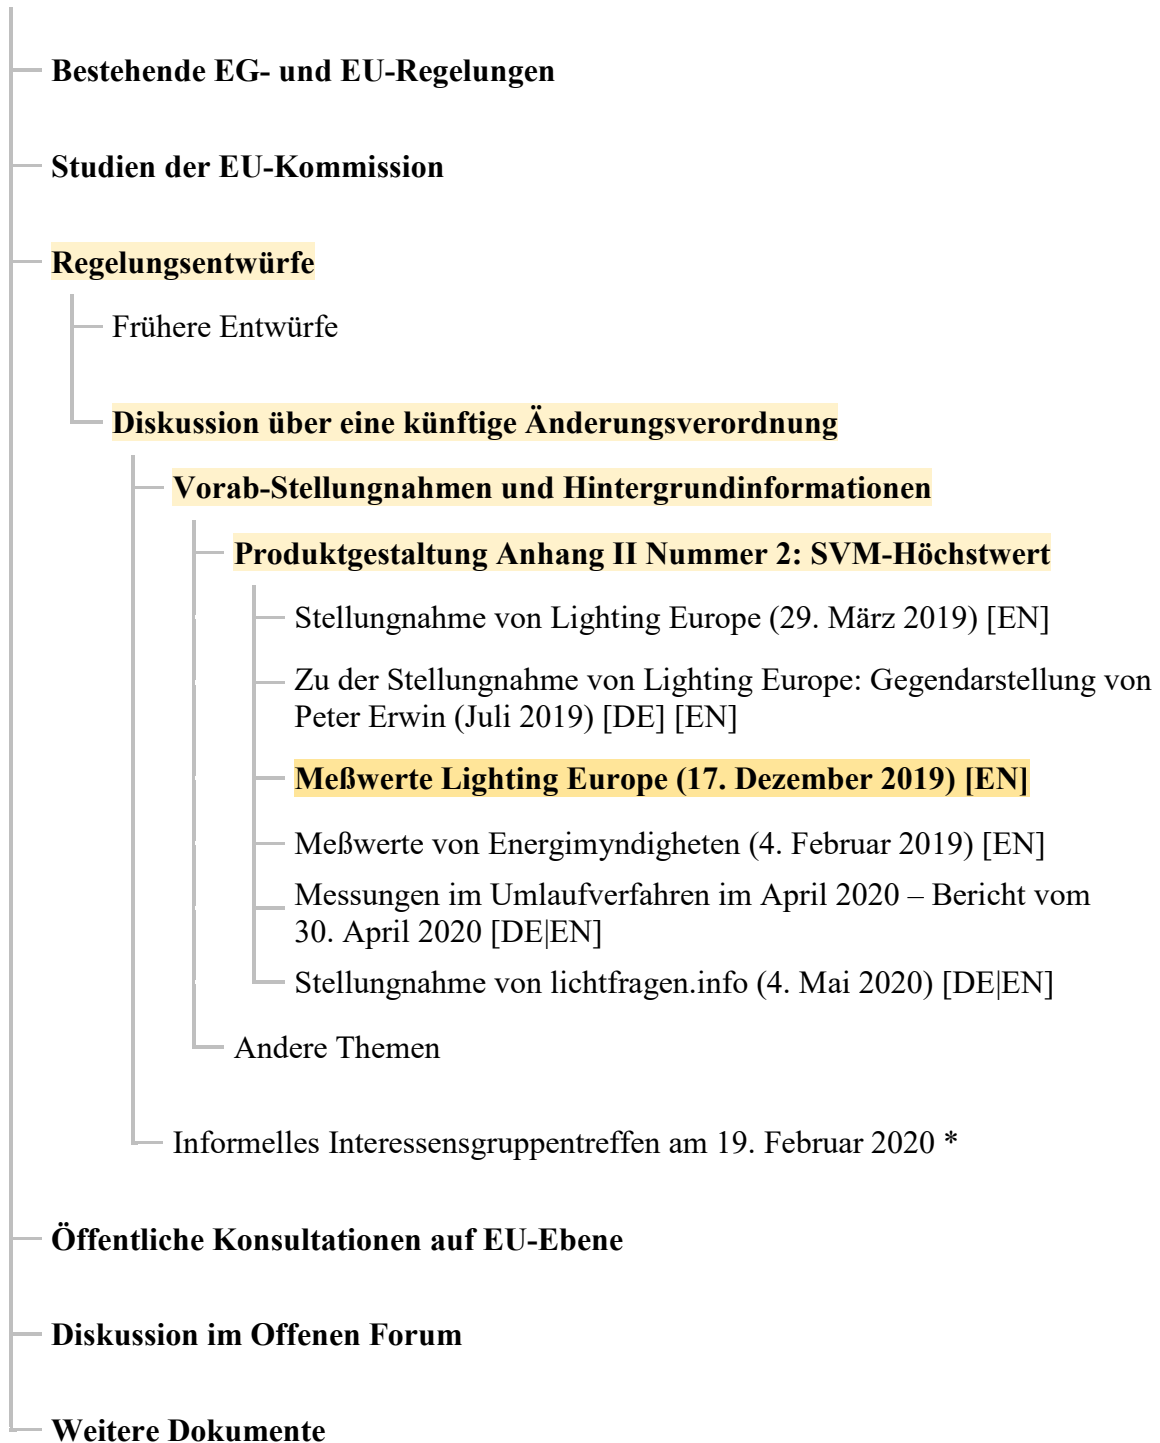 Bestehende EG- und EU-Regelungen
Studien der EU-Kommission
Regelungsentwürfe
Frühere Entwürfe
Diskussion über eine künftige Änderungsverordnung
Vorab-Stellungnahmen und Hintergrundinformationen
Produktgestaltung Anhang II Nummer 2: SVM-Höchstwert
Stellungnahme von Lighting Europe (29. März 2019) [EN]
Zu der Stellungnahme von Lighting Europe: Gegendarstellung von
Peter Erwin (Juli 2019) [DE] [EN]
Meßwerte Lighting Europe (17. Dezember 2019) [EN]
Meßwerte von Energimyndigheten (4. Februar 2019) [EN]
Messungen im Umlaufverfahren im April 2020 – Bericht vom
30. April 2020 [DE|EN]
Stellungnahme von lichtfragen.info (4. Mai 2020) [DE|EN]
Andere Themen
Informelles Interessensgruppentreffen am 19. Februar 2020 *
Öffentliche Konsultationen auf EU-Ebene
Diskussion im Offenen Forum
Weitere Dokumente